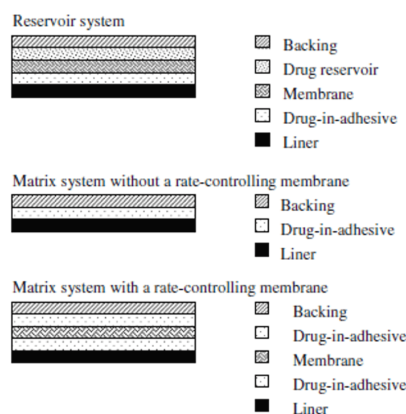 Reservoir system
Backing
Drug reservoir
Membrane
Drug-in-adhesive
Liner
Matrix system without a rate-controlling membrane
Backing
Drug-in-adhesive
Liner
Matrix system with a rate-controlling membrane
Backing
Drug-in-adhesive
Membrane
Drug-in-adhesive
Liner